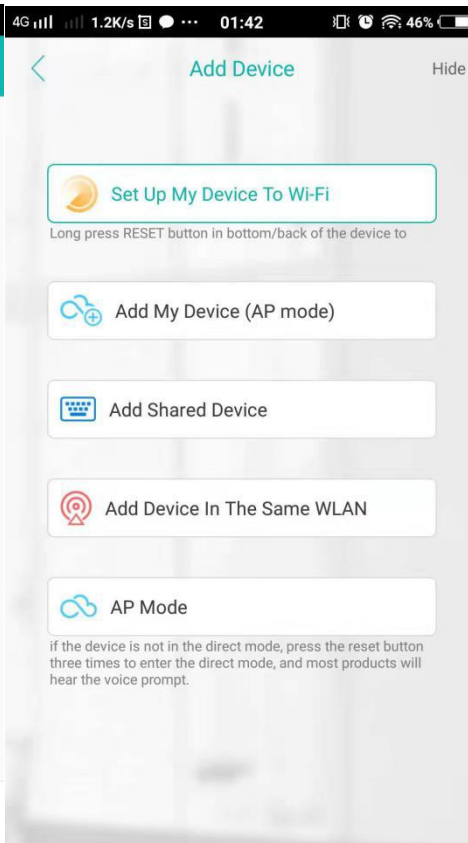 4G 1.2K/s S ··· 01:42 46%
Add Device
Hide
Set Up My Device To Wi-Fi
Long press RESET button in bottom/back of the device to
Add My Device (AP mode)
Add Shared Device
Add Device In The Same WLAN
AP Mode
if the device is not in the direct mode, press the reset button
three times to enter the direct mode, and most products will
hear the voice prompt.